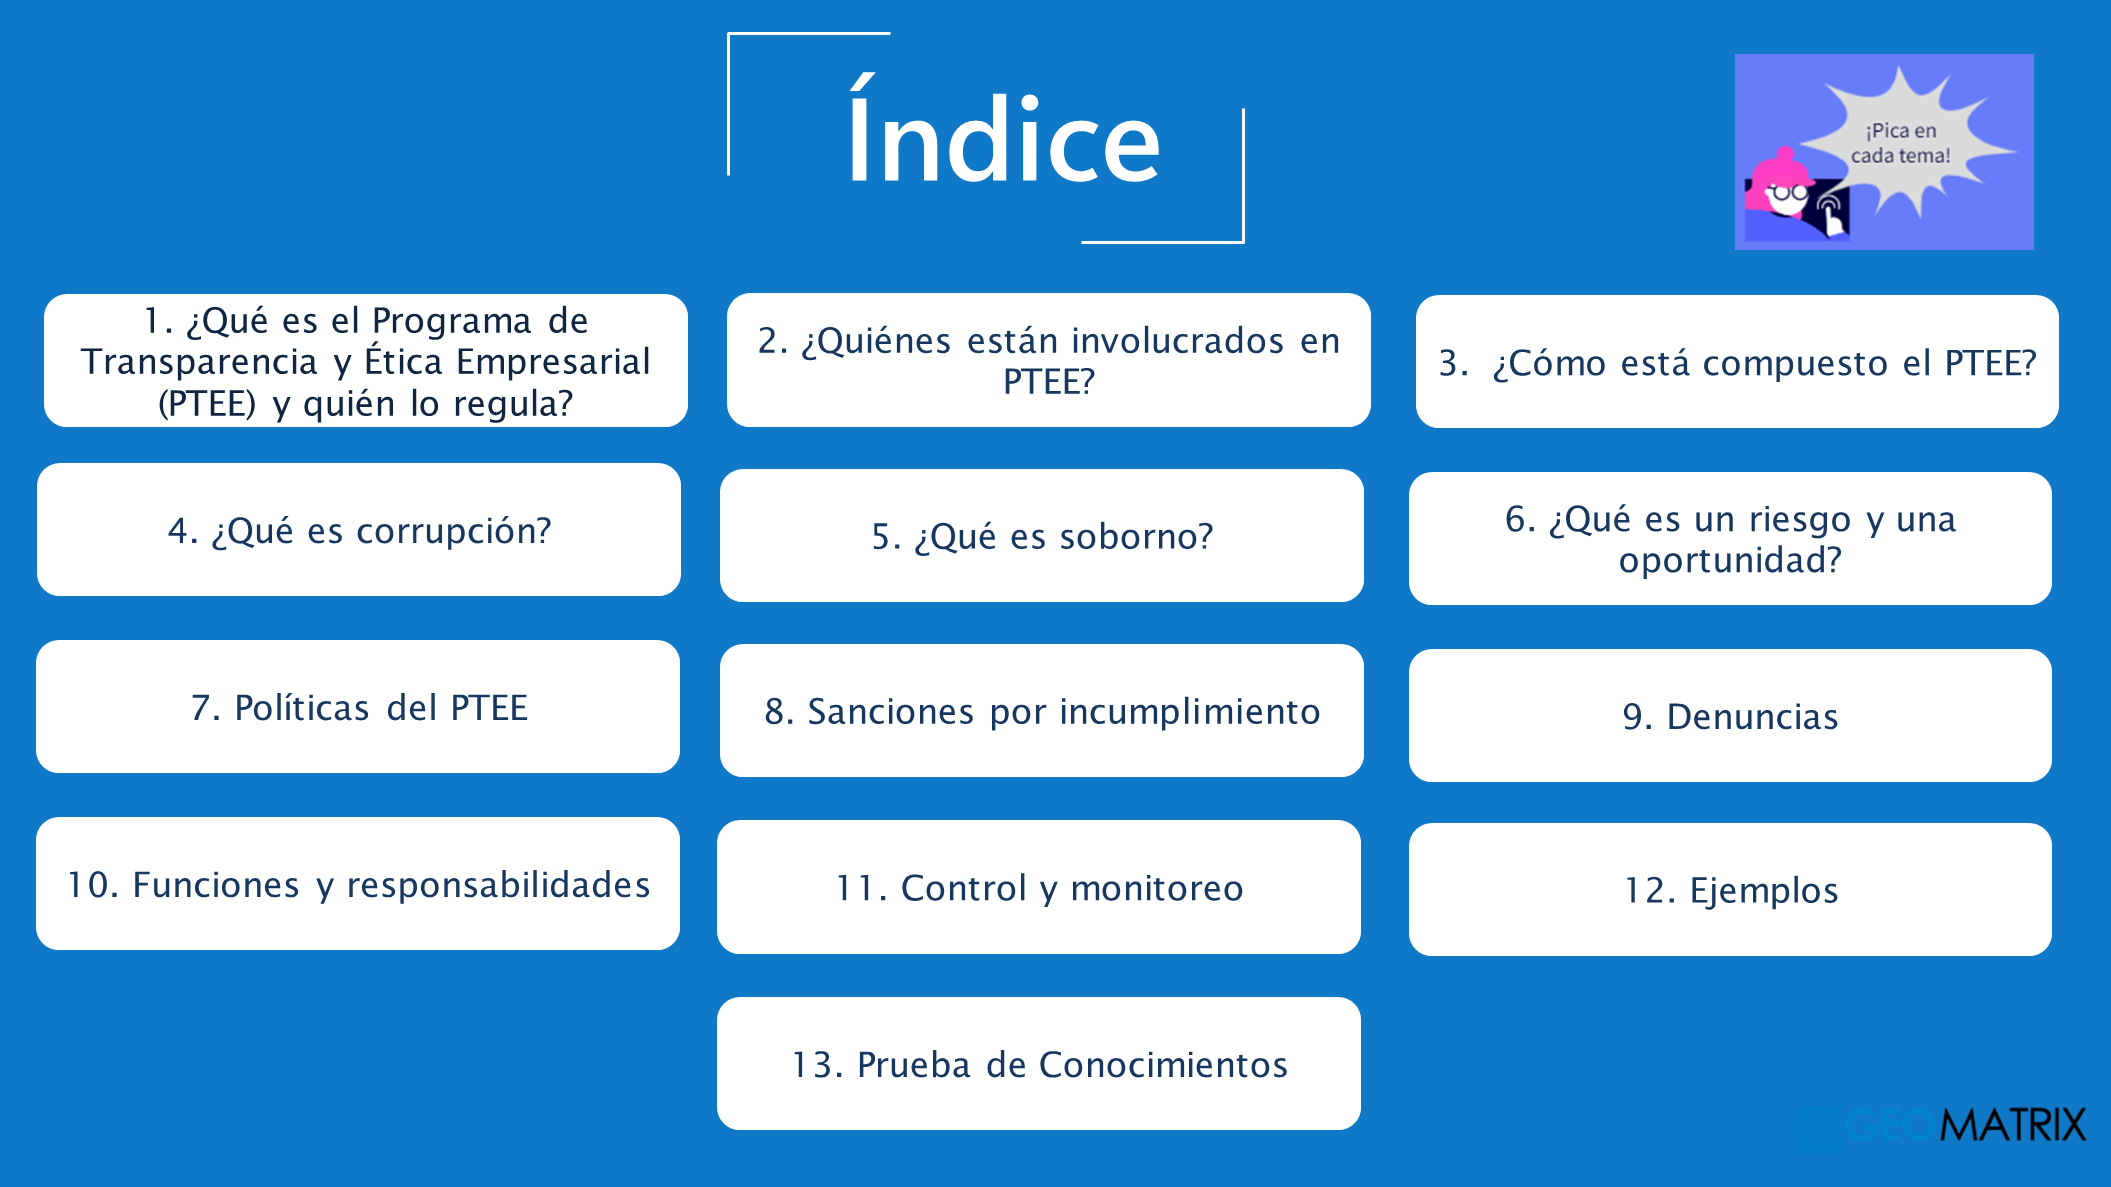 Índice
¡Pica en
cada tema!
1. ¿Qué es el Programa de
Transparencia y Ética Empresarial
(PTEE) y quién lo regula?
2. ¿Quiénes están involucrados en
PTEE?
3. ¿Cómo está compuesto el PTEE?
4. ¿Qué es corrupción?
5. ¿Qué es soborno?
6. ¿Qué es un riesgo y una
oportunidad?
7. Políticas del PTEE
8. Sanciones por incumplimiento
9. Denuncias
10. Funciones y responsabilidades
11. Control y monitoreo
12. Ejemplos
13. Prueba de Conocimientos
GEOMATRIX